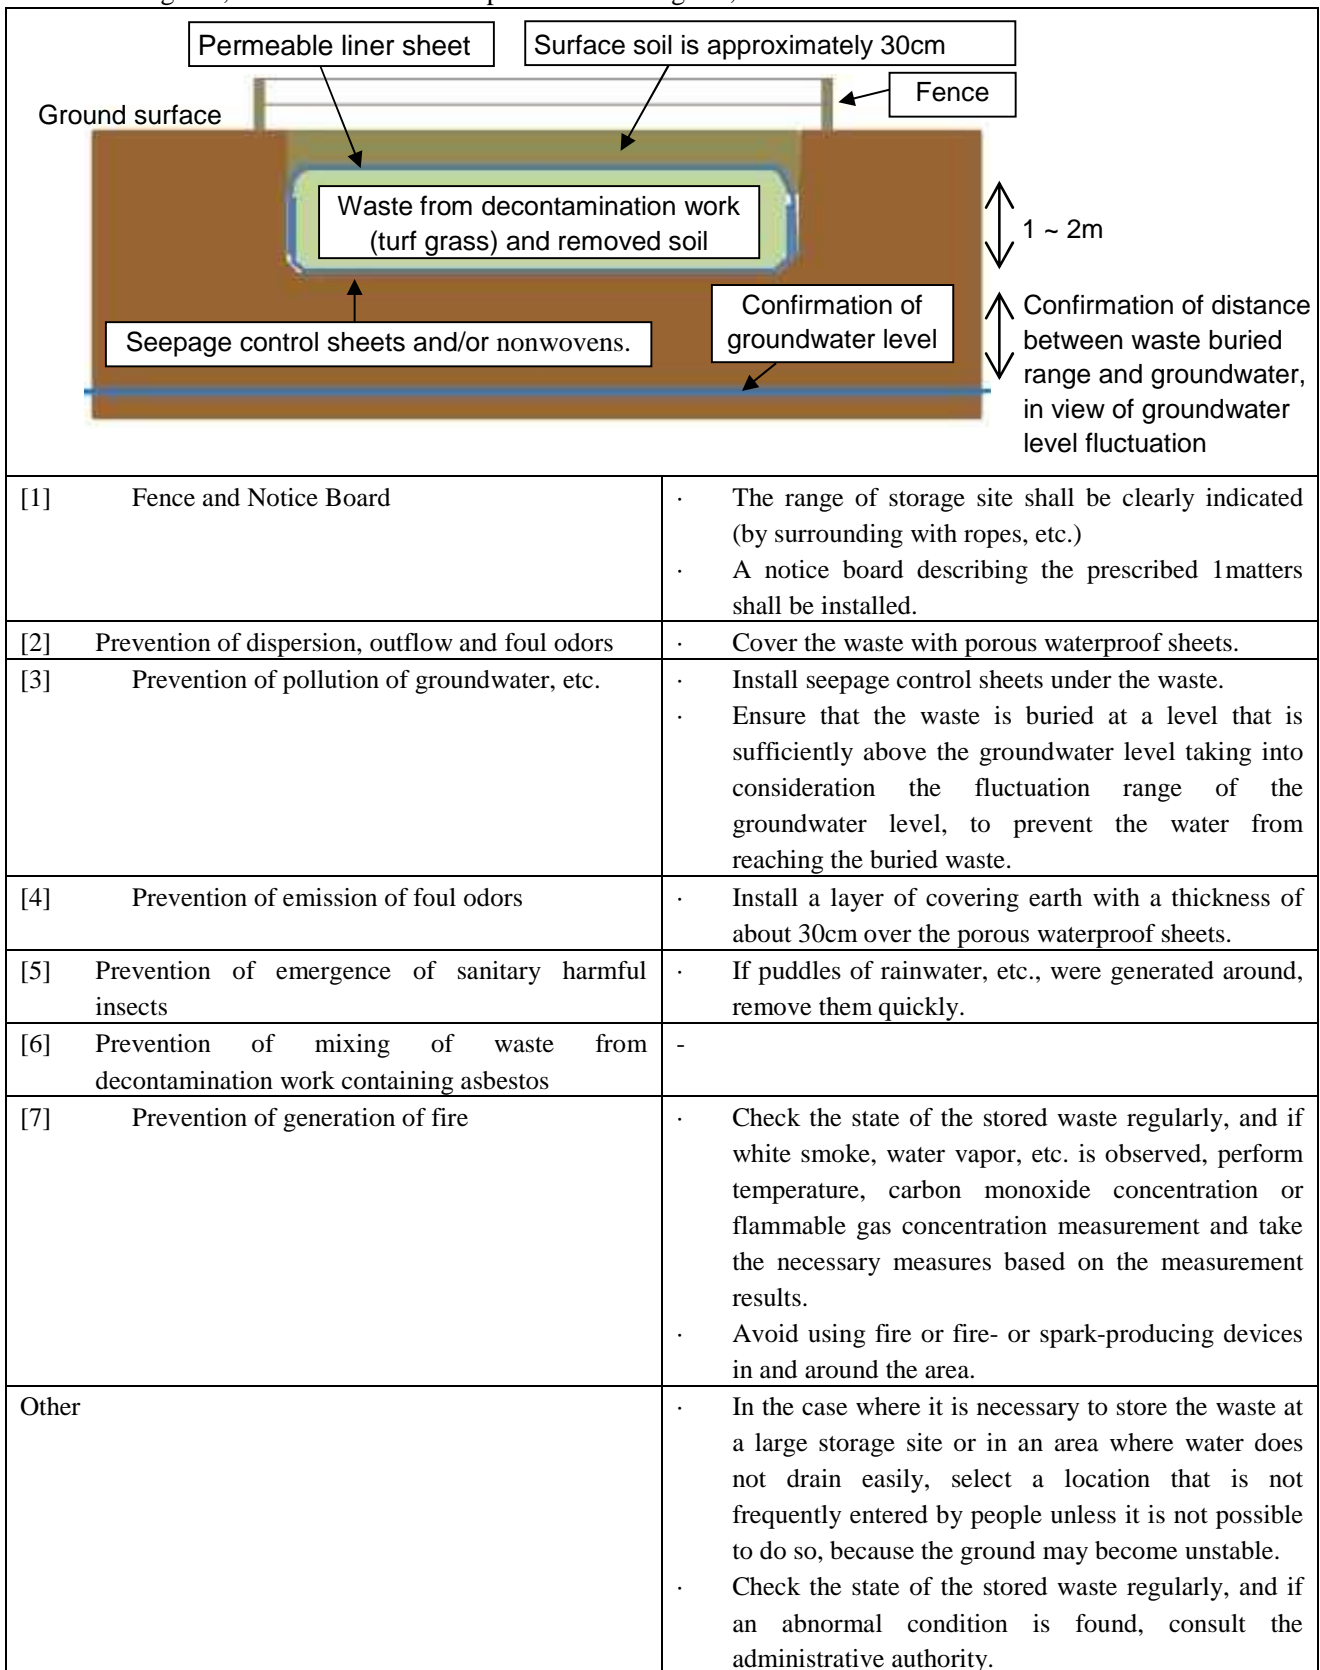 Permeable liner sheet
Surface soil is approximately 30cm
Fence
Ground surface
Waste from decontamination work
(turf grass) and removed soil
1 ~ 2m
Seepage control sheets and/or nonwovens.
Confirmation of
groundwater level
Confirmation of distance
between waste buried
range and groundwater,
in view of groundwater
level fluctuation
[1] Fence and Notice Board
· The range of storage site shall be clearly indicated
(by surrounding with ropes, etc.)
· A notice board describing the prescribed 1matters
shall be installed.
[2] Prevention of dispersion, outflow and foul odors
· Cover the waste with porous waterproof sheets.
[3] Prevention of pollution of groundwater, etc.
· Install seepage control sheets under the waste.
· Ensure that the waste is buried at a level that is
sufficiently above the groundwater level taking into
consideration the fluctuation range of the
groundwater level, to prevent the water from
reaching the buried waste.
[4] Prevention of emission of foul odors
· Install a layer of covering earth with a thickness of
about 30cm over the porous waterproof sheets.
[5] Prevention of emergence of sanitary harmful
insects
· If puddles of rainwater, etc., were generated around,
remove them quickly.
[6] Prevention of mixing of waste from
decontamination work containing asbestos
-
[7] Prevention of generation of fire
· Check the state of the stored waste regularly, and if
white smoke, water vapor, etc. is observed, perform
temperature, carbon monoxide concentration or
flammable gas concentration measurement and take
the necessary measures based on the measurement
results.
· Avoid using fire or fire- or spark-producing devices
in and around the area.
Other
· In the case where it is necessary to store the waste at
a large storage site or in an area where water does
not drain easily, select a location that is not
frequently entered by people unless it is not possible
to do so, because the ground may become unstable.
· Check the state of the stored waste regularly, and if
an abnormal condition is found, consult the
administrative authority.